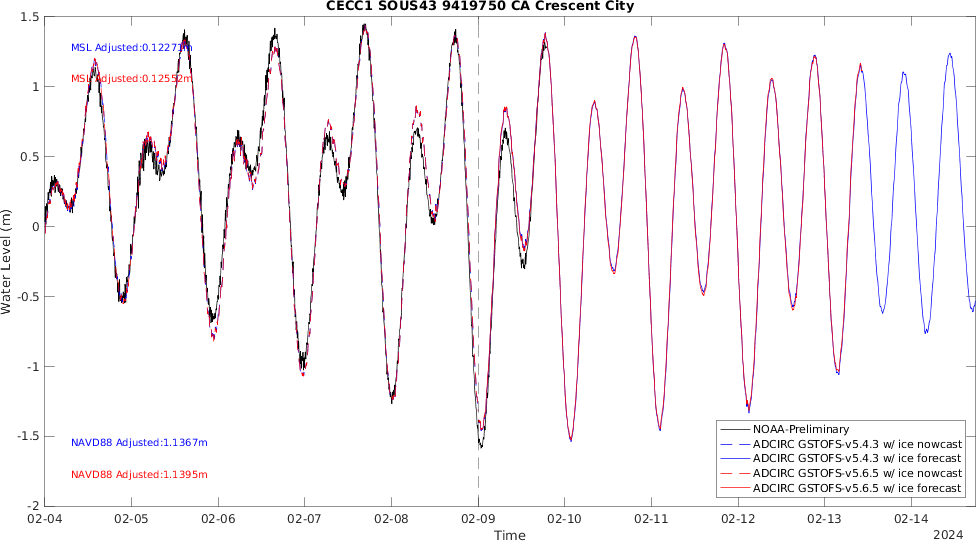 CECC1 SOUS43 9419750 CA Crescent City
1.5
1
0.5
0
-0.5
-1
-1.5
-2
Water Level (m)
MSL Adjusted:0.12271m
MSL Adjusted:0.12552m
NAVD88 Adjusted:1.1367m
NAVD88 Adjusted:1.1395m
NOAA-Preliminary
ADCIRC GSTOFS-v5.4.3 w/ ice nowcast
ADCIRC GSTOFS-v5.4.3 w/ ice forecast
ADCIRC GSTOFS-v5.6.5 w/ ice nowcast
ADCIRC GSTOFS-v5.6.5 w/ ice forecast
02-04 02-05 02-06 02-07 02-08 02-09 02-10 02-11 02-12 02-13 02-14
Time
2024